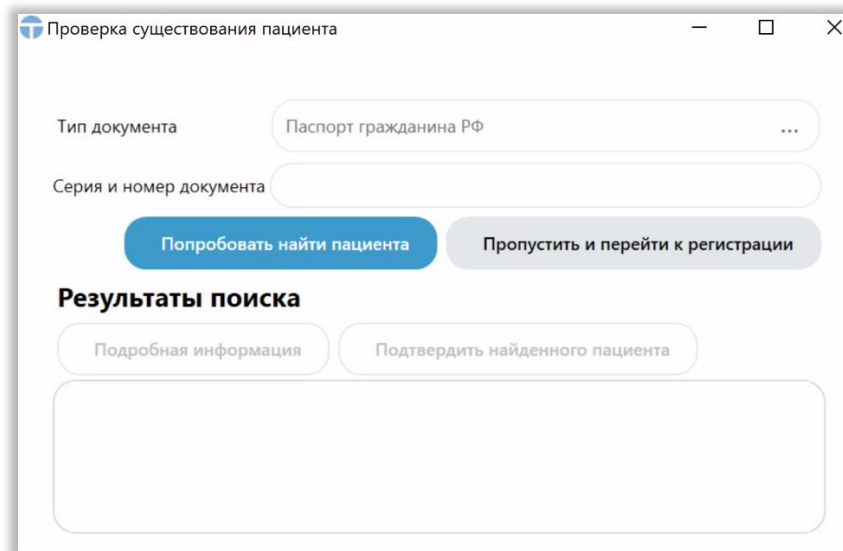 Проверка существования пациента
Тип документа
Паспорт гражданина РФ ...
Серия и номер документа
Попробовать найти пациента
Пропустить и перейти к регистрации
Результаты поиска
Подробная информация
Подтвердить найденного пациента